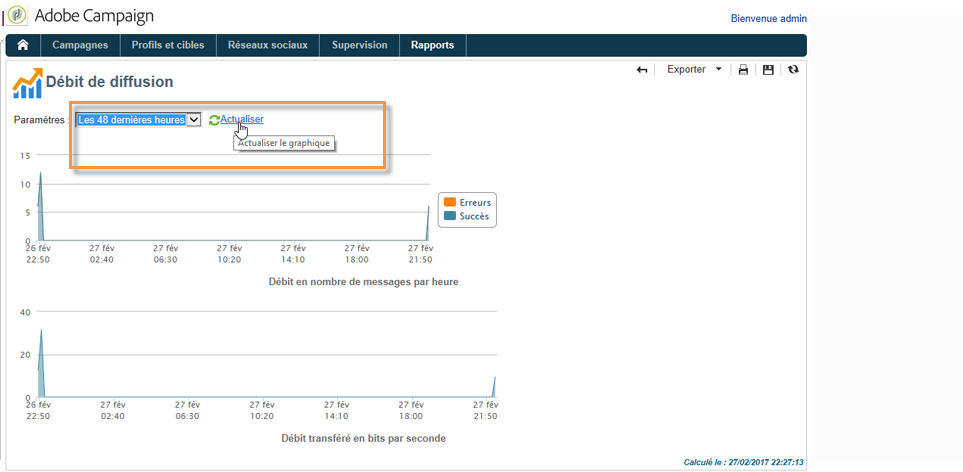 Adobe Campaign
Bienvenue admin
Campagnes Profils et cibles Réseaux sociaux Supervision Rapports
Exporter
Débit de diffusion
Paramètres : Les 48 dernières heures Actualiser
Actualiser le graphique
15
10
5
0
Erreurs
Succès
26 fév 27 fév 27 fév 27 fév 27 fév 27 fév 27 fév
22:50 02:40 06:30 10:20 14:10 18:00 21:50
Débit en nombre de messages par heure
40
20
0
26 fév 27 fév 27 fév 27 fév 27 fév 27 fév 27 fév
22:50 02:40 06:30 10:20 14:10 18:00 21:50
Débit transféré en bits par seconde
Calculé le : 27/02/2017 22:27:13